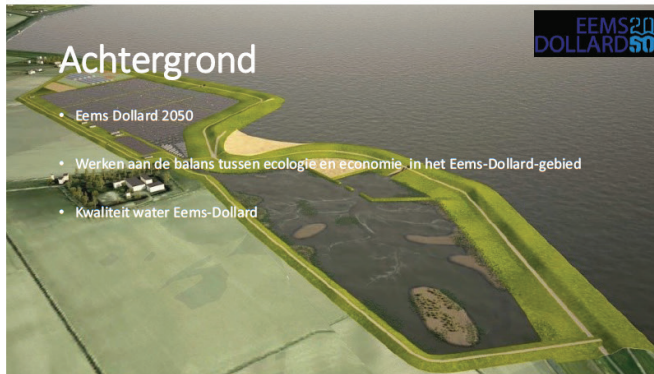 EEMS20
DOLLARD50
Achtergrond
• Eems Dollard 2050
• Werken aan de balans tussen ecologie en economie in het Eems-Dollard-gebied
• Kwaliteit water Eems-Dollard